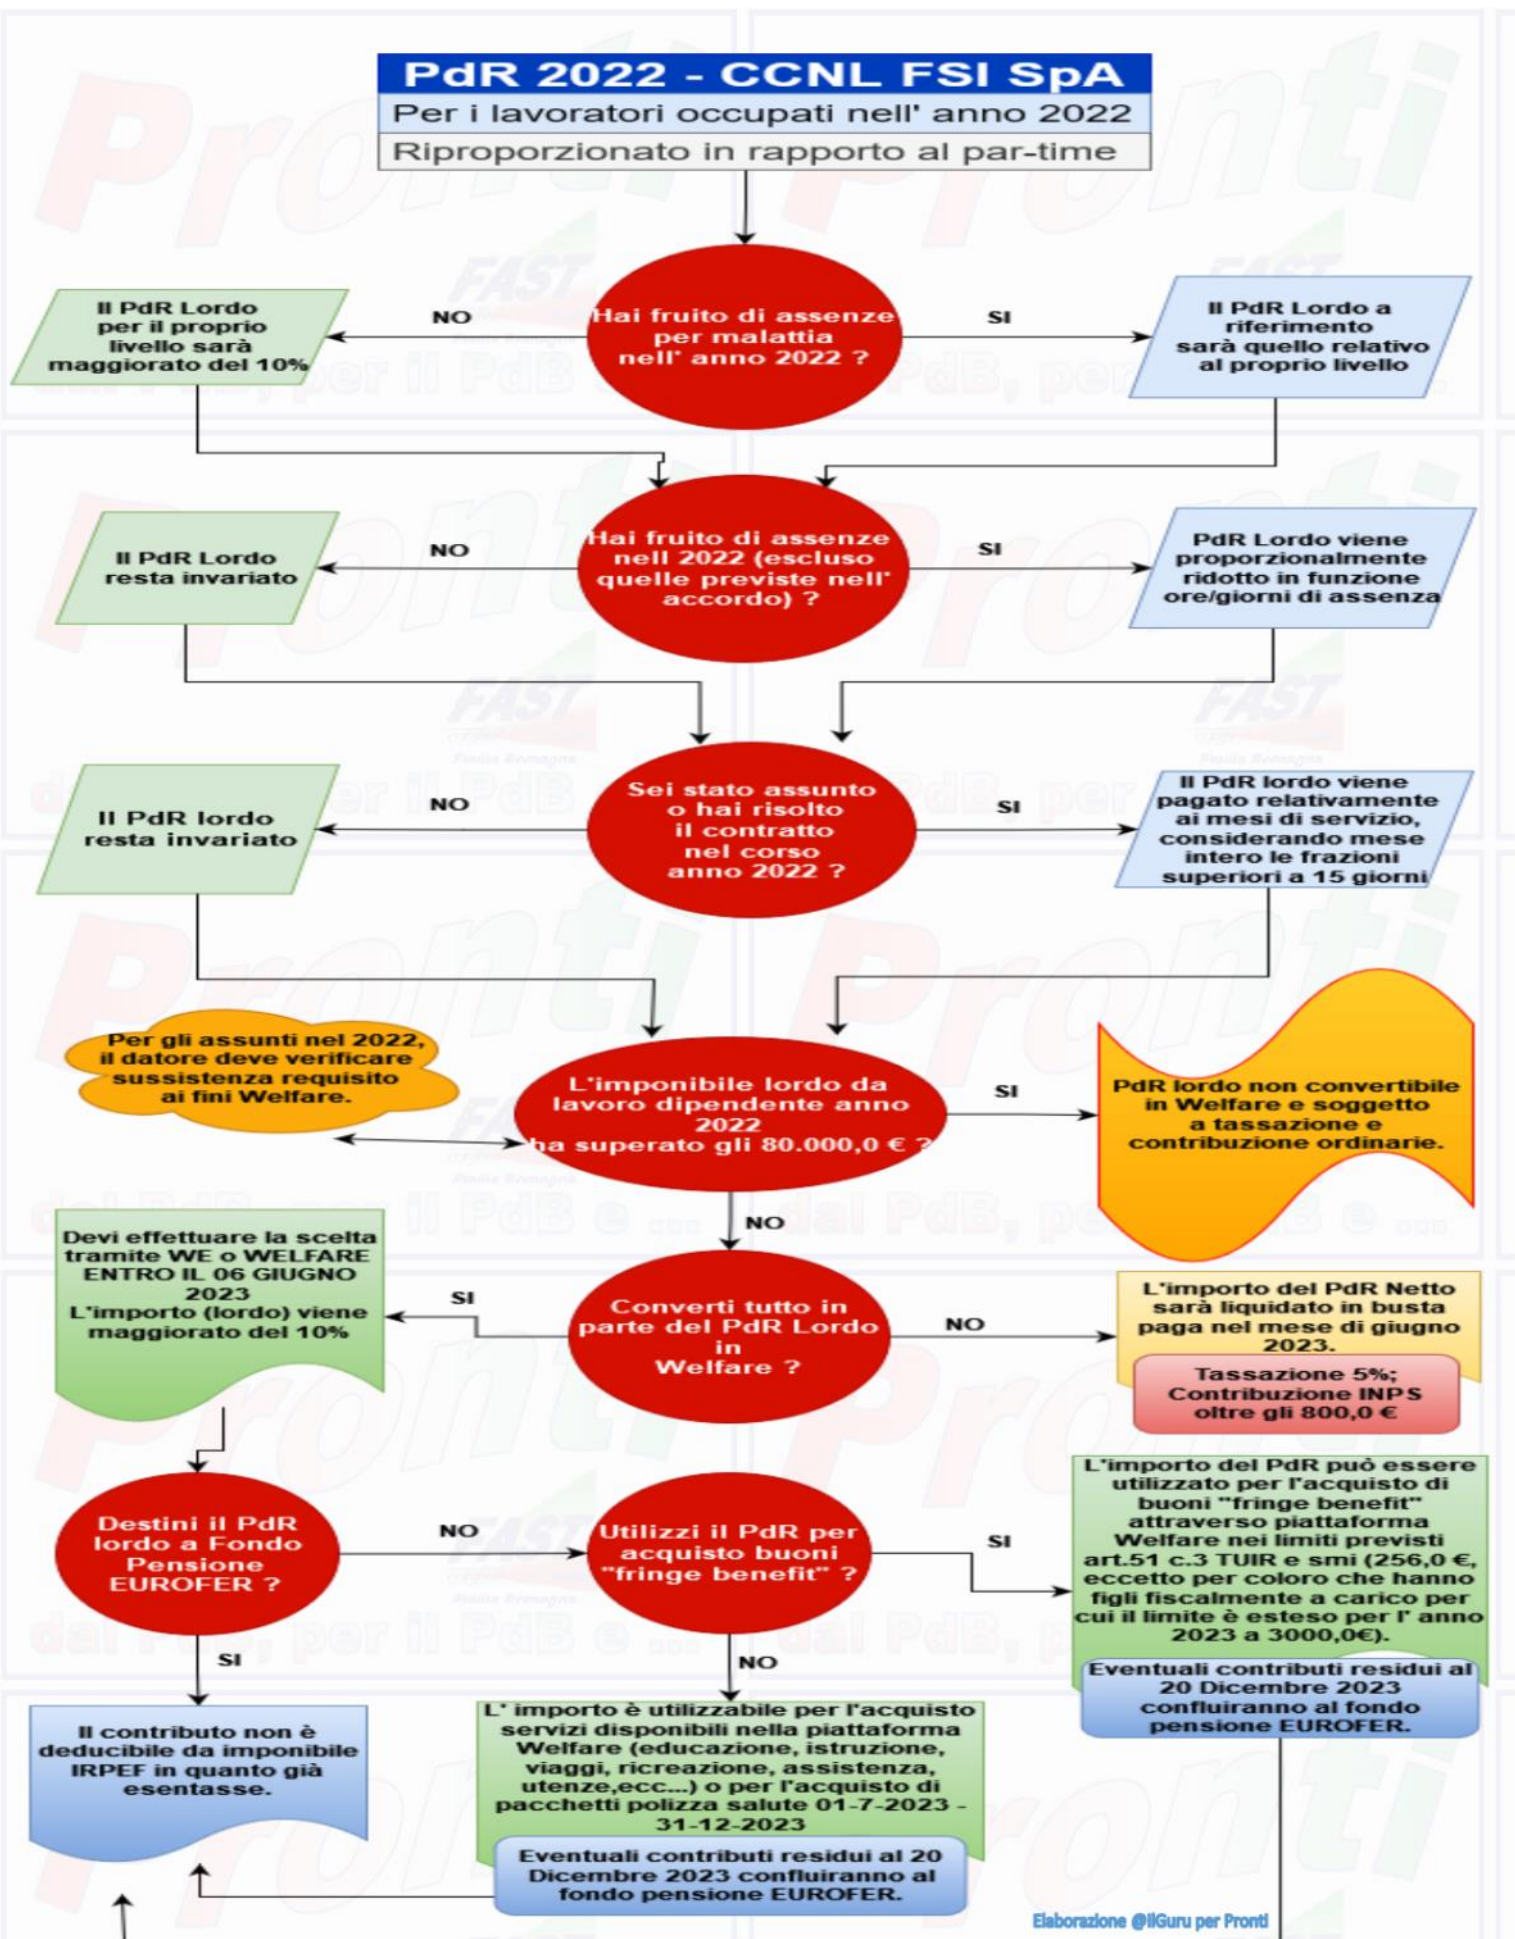 PdR 2022 - CCNL FSI SpA
Per i lavoratori occupati nell' anno 2022
Riproporzionato in rapporto al par-time
Hai fruito di assenze
per malattia
nell' anno 2022 ?
NO
SI
Il PdR Lordo
per il proprio
livello sarà
maggiorato del 10%
Il PdR Lordo a
riferimento
sarà quello relativo
al proprio livello
Hai fruito di assenze
nell 2022 (escluso
quelle previste nell'
accordo) ?
NO
SI
Il PdR Lordo
resta invariato
PdR Lordo viene
proporzionalmente
ridotto in funzione
ore/giorni di assenza
Sei stato assunto
o hai risolto
il contratto
nel corso
anno 2022 ?
NO
SI
Il PdR lordo
resta invariato
Il PdR lordo viene
pagato relativamente
ai mesi di servizio,
considerando mese
intero le frazioni
superiori a 15 giorni
Per gli assunti nel 2022,
il datore deve verificare
sussistenza requisito
ai fini Welfare.
L'imponibile lordo da
lavoro dipendente anno
2022
ha superato gli 80.000,0 € ?
SI
NO
PdR lordo non convertibile
in Welfare e soggetto
a tassazione e
contribuzione ordinarie.
Devi effettuare la scelta
tramite WE o WELFARE
ENTRO IL 06 GIUGNO
2023
L'importo (lordo) viene
maggiorato del 10%
SI
Converti tutto in
parte del PdR Lordo
in
Welfare ?
NO
L'importo del PdR Netto
sarà liquidato in busta
paga nel mese di giugno
2023.
Tassazione 5%;
Contribuzione INPS
oltre gli 800,0 €
Destini il PdR
lordo a Fondo
Pensione
EUROFER ?
NO
SI
Utilizzi il PdR per
acquisto buoni
"fringe benefit" ?
SI
NO
L'importo del PdR può essere
utilizzato per l'acquisto di
buoni "fringe benefit"
attraverso piattaforma
Welfare nei limiti previsti
art.51 c.3 TUIR e smi (256,0 €,
eccetto per coloro che hanno
figli fiscalmente a carico per
cui il limite è esteso per l' anno
2023 a 3000,0€).
Eventuali contributi residui al
20 Dicembre 2023
confluiranno al fondo
pensione EUROFER.
Il contributo non è
deducibile da imponibile
IRPEF in quanto già
esentasse.
L' importo è utilizzabile per l'acquisto
servizi disponibili nella piattaforma
Welfare (educazione, istruzione,
viaggi, ricreazione, assistenza,
utenze,ecc...) o per l'acquisto di
pacchetti polizza salute 01-7-2023 -
31-12-2023
Eventuali contributi residui al 20
Dicembre 2023 confluiranno al
fondo pensione EUROFER.
Elaborazione @IlGuru per Pronti
Pronti
FAST
Emilia Romagna
dal PdB, per il PdB e ...